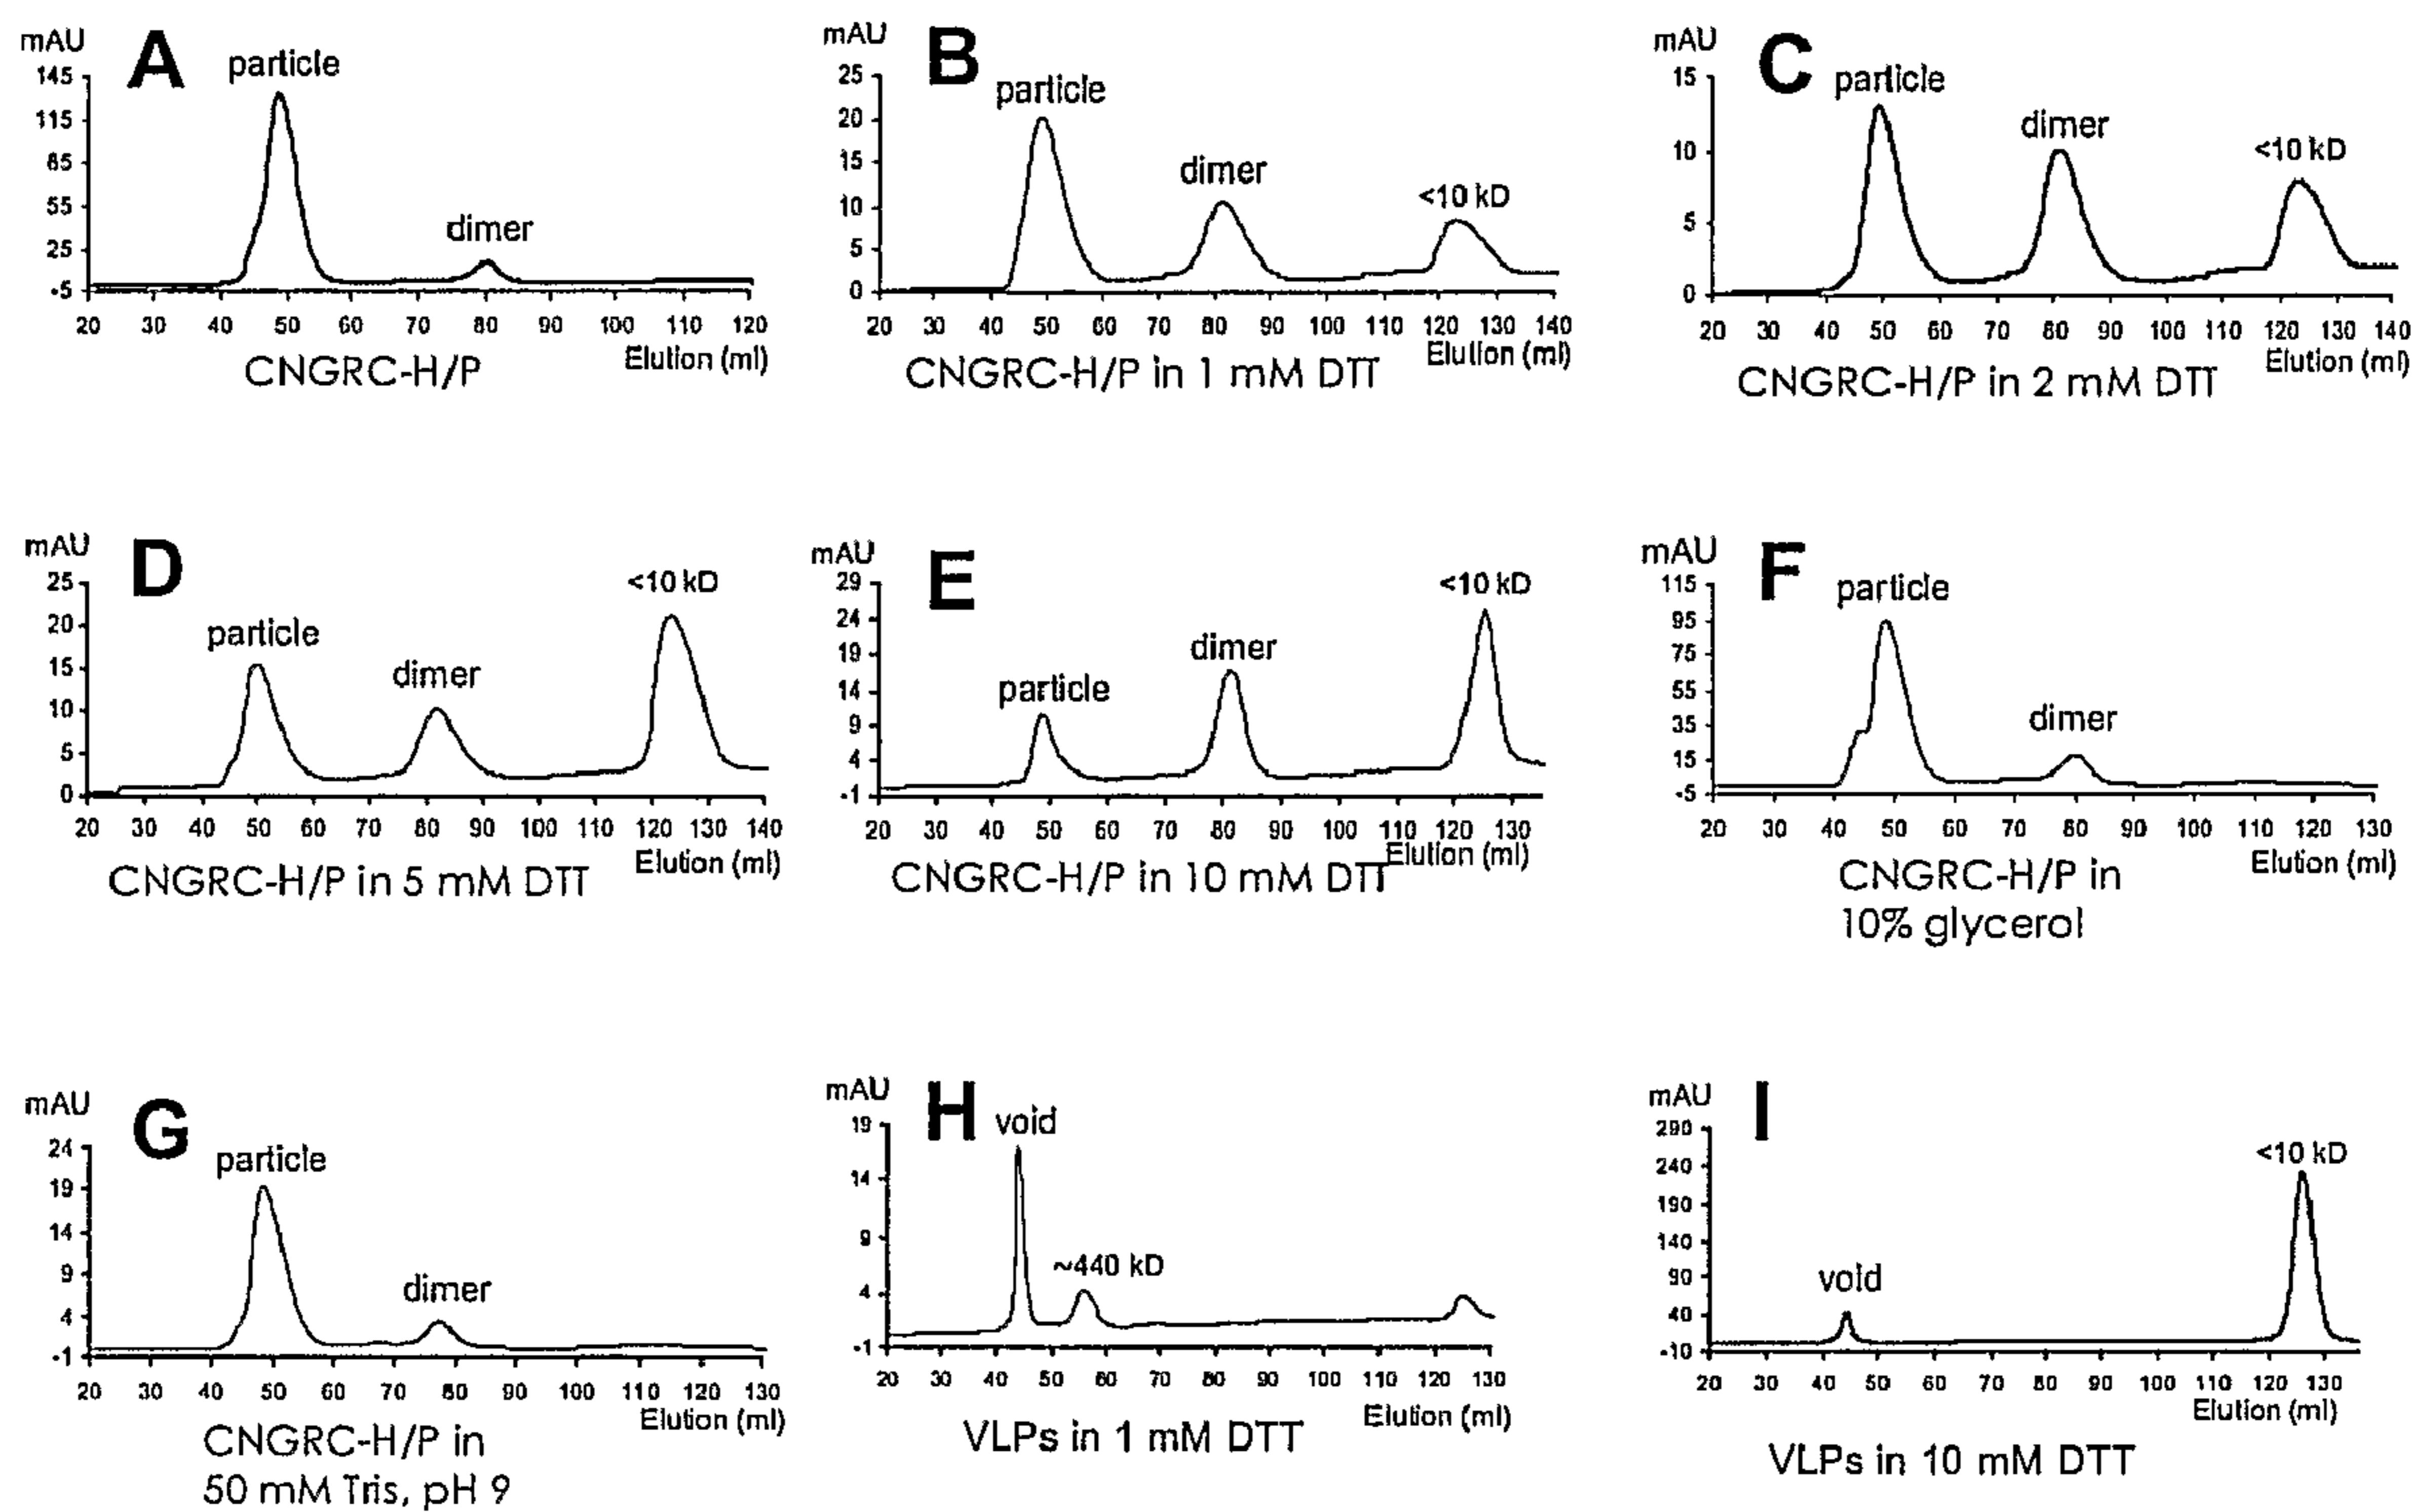 A
mAU
particle
dimer
145
115
85
55
25
-5
20 30 40 50 60 70 80 90 100 110 120
Elution (ml)
CNGRC-H/P
B
mAU
particle
dimer
<10 kD
25
20
15
10
5
0
20 30 40 50 60 70 80 90 100 110 120 130 140
Elution (ml)
CNGRC-H/P in 1 mM DTT
C
mAU
particle
dimer
<10 kD
15
10
5
0
20 30 40 50 60 70 80 90 100 110 120 130 140
Elution (ml)
CNGRC-H/P in 2 mM DTT
D
mAU
particle
dimer
<10 kD
25
20
15
10
5
0
20 30 40 50 60 70 80 90 100 110 120 130 140
Elution (ml)
CNGRC-H/P in 5 mM DTT
E
mAU
particle
dimer
<10 kD
29
24
19
14
9
4
-1
20 30 40 50 60 70 80 90 100 110 120 130
Elution (ml)
CNGRC-H/P in 10 mM DTT
F
mAU
particle
dimer
115
95
75
55
35
15
-5
20 30 40 50 60 70 80 90 100 110 120 130
Elution (ml)
CNGRC-H/P in
10% glycerol
G
mAU
particle
dimer
24
19
14
9
4
-1
20 30 40 50 60 70 80 90 100 110 120 130
Elution (ml)
CNGRC-H/P in
50 mM Tris, pH 9
H
mAU
void
~440 kD
19
14
9
4
-1
20 30 40 50 60 70 80 90 100 110 120 130
Elution (ml)
VLPs in 1 mM DTT
I
mAU
void
<10 kD
290
240
190
140
90
40
-10
20 30 40 50 60 70 80 90 100 110 120 130
Elution (ml)
VLPs in 10 mM DTT